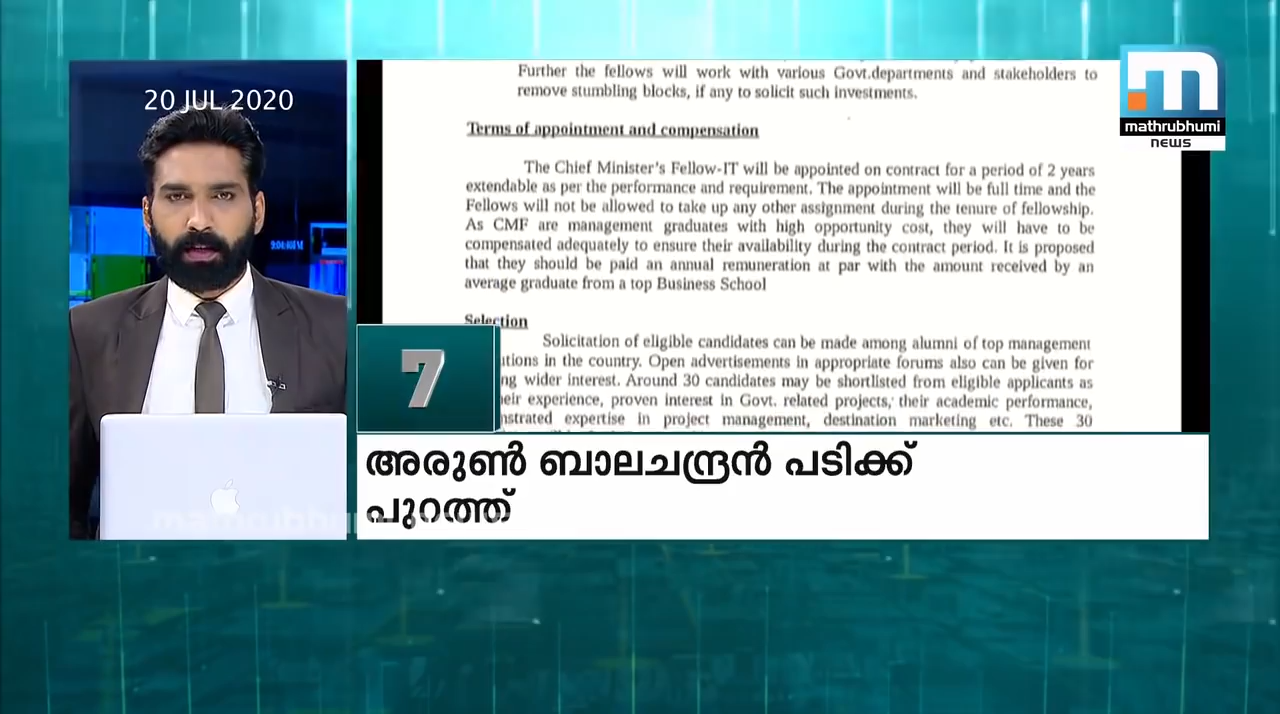 20 JUL 2020
mathrubhumi
news
Further the fellows will work with various Govt.departments and stakeholders to
remove stumbling blocks, if any to solicit such investments.
Terms of appointment and compensation
The Chief Minister's Fellow-IT will be appointed on contract for a period of 2 years
extendable as per the performance and requirement. The appointment will be full time and the
Fellows will not be allowed to take up any other assignment during the tenure of fellowship.
As CMF are management graduates with high opportunity cost, they will have to be
compensated adequately to ensure their availability during the contract period. It is proposed
that they should be paid an annual remuneration at par with the amount received by an
average graduate from a top Business School
Selection
Solicitation of eligible candidates can be made among alumni of top management
in the country. Open advertisements in appropriate forums also can be given for
wider interest. Around 30 candidates may be shortlisted from eligible applicants as
experience, proven interest in Govt. related projects, their academic performance,
expertise in project management, destination marketing etc. These 30
7
അരുൺ ബാലചന്ദ്രൻ പടിക്ക്
പുറത്ത്